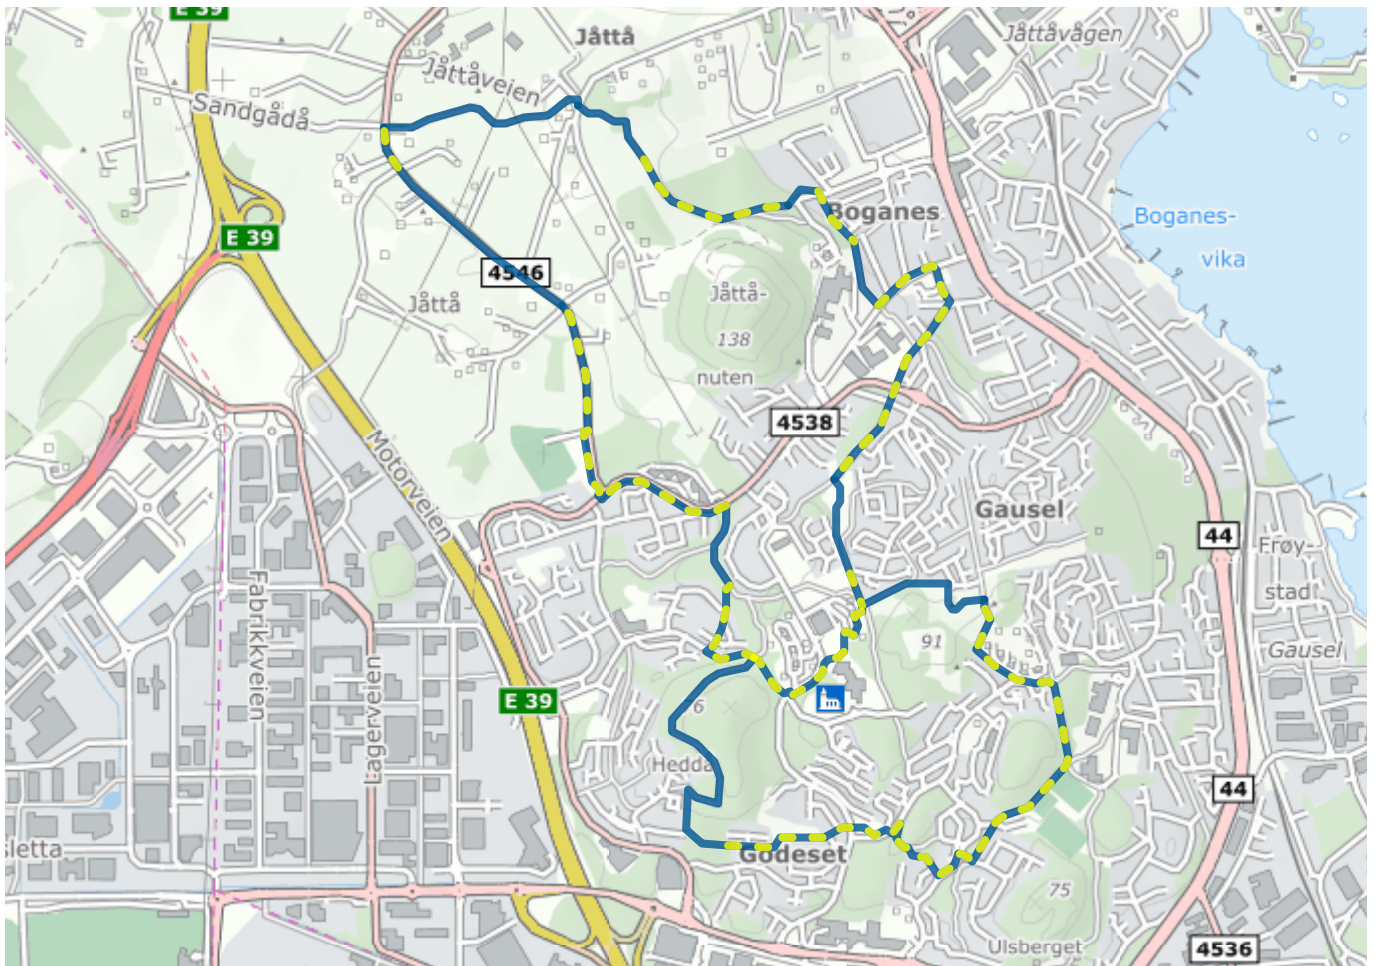 E 39
Jåttå
Jåttåvågen
Jåttåveien
Sandgådå
Boganes
Boganes-
vika
E 39
4546
Jåttå
Jåttå-
138
nuten
4538
Motorveien
Gausel
44
Frøy-
stad
Fabrikkveien
91
Gausel
Lagerveien
E 39
6
Hedda
44
sletta
Godeset
75
Ulsberget
4536